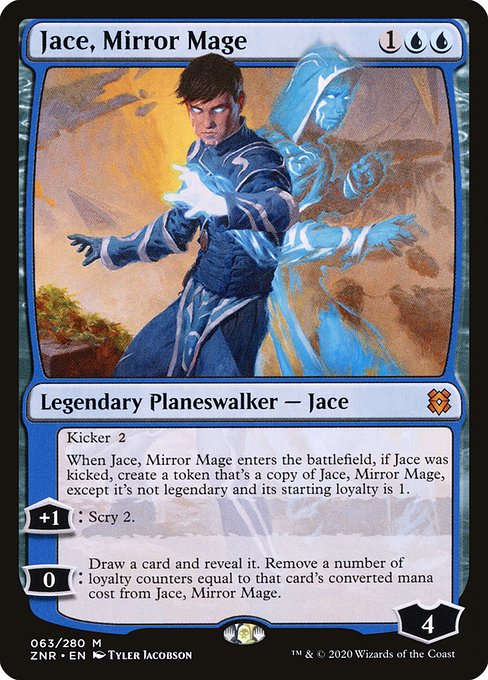 Jace, Mirror Mage 1
Legendary Planeswalker — Jace
Kicker 2
When Jace, Mirror Mage enters the battlefield, if Jace was
kicked, create a token that's a copy of Jace, Mirror Mage,
except it's not legendary and its starting loyalty is 1.
+1 : Scry 2.
Draw a card and reveal it. Remove a number of
0 : loyalty counters equal to that card's converted mana
cost from Jace, Mirror Mage.
4
063/280 M
ZNR • EN Tyler Jacobson
™ & © 2020 Wizards of the Coast